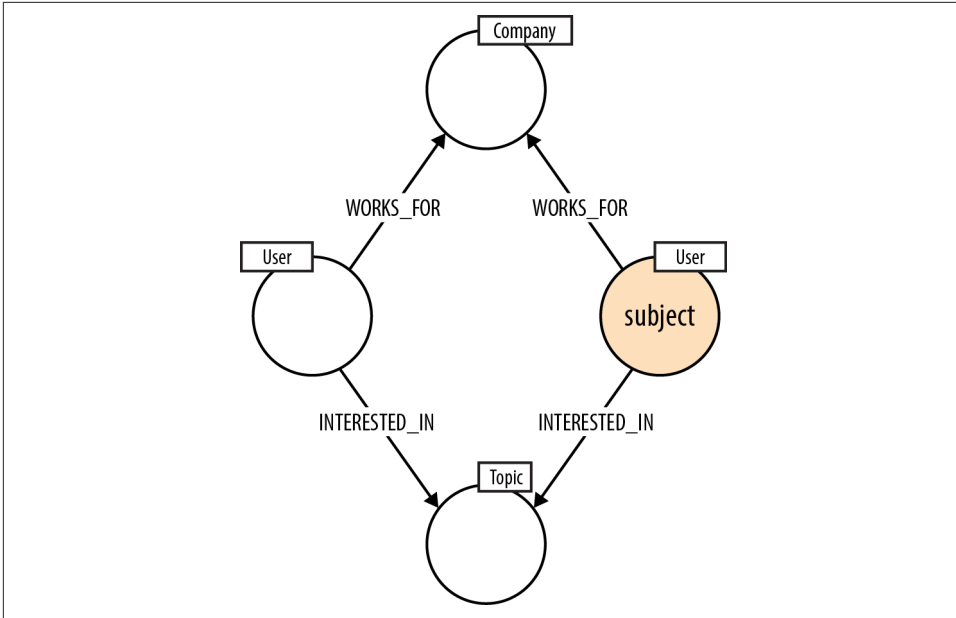 Company
WORKS_FOR
WORKS_FOR
User
User
subject
INTERESTED_IN
INTERESTED_IN
Topic